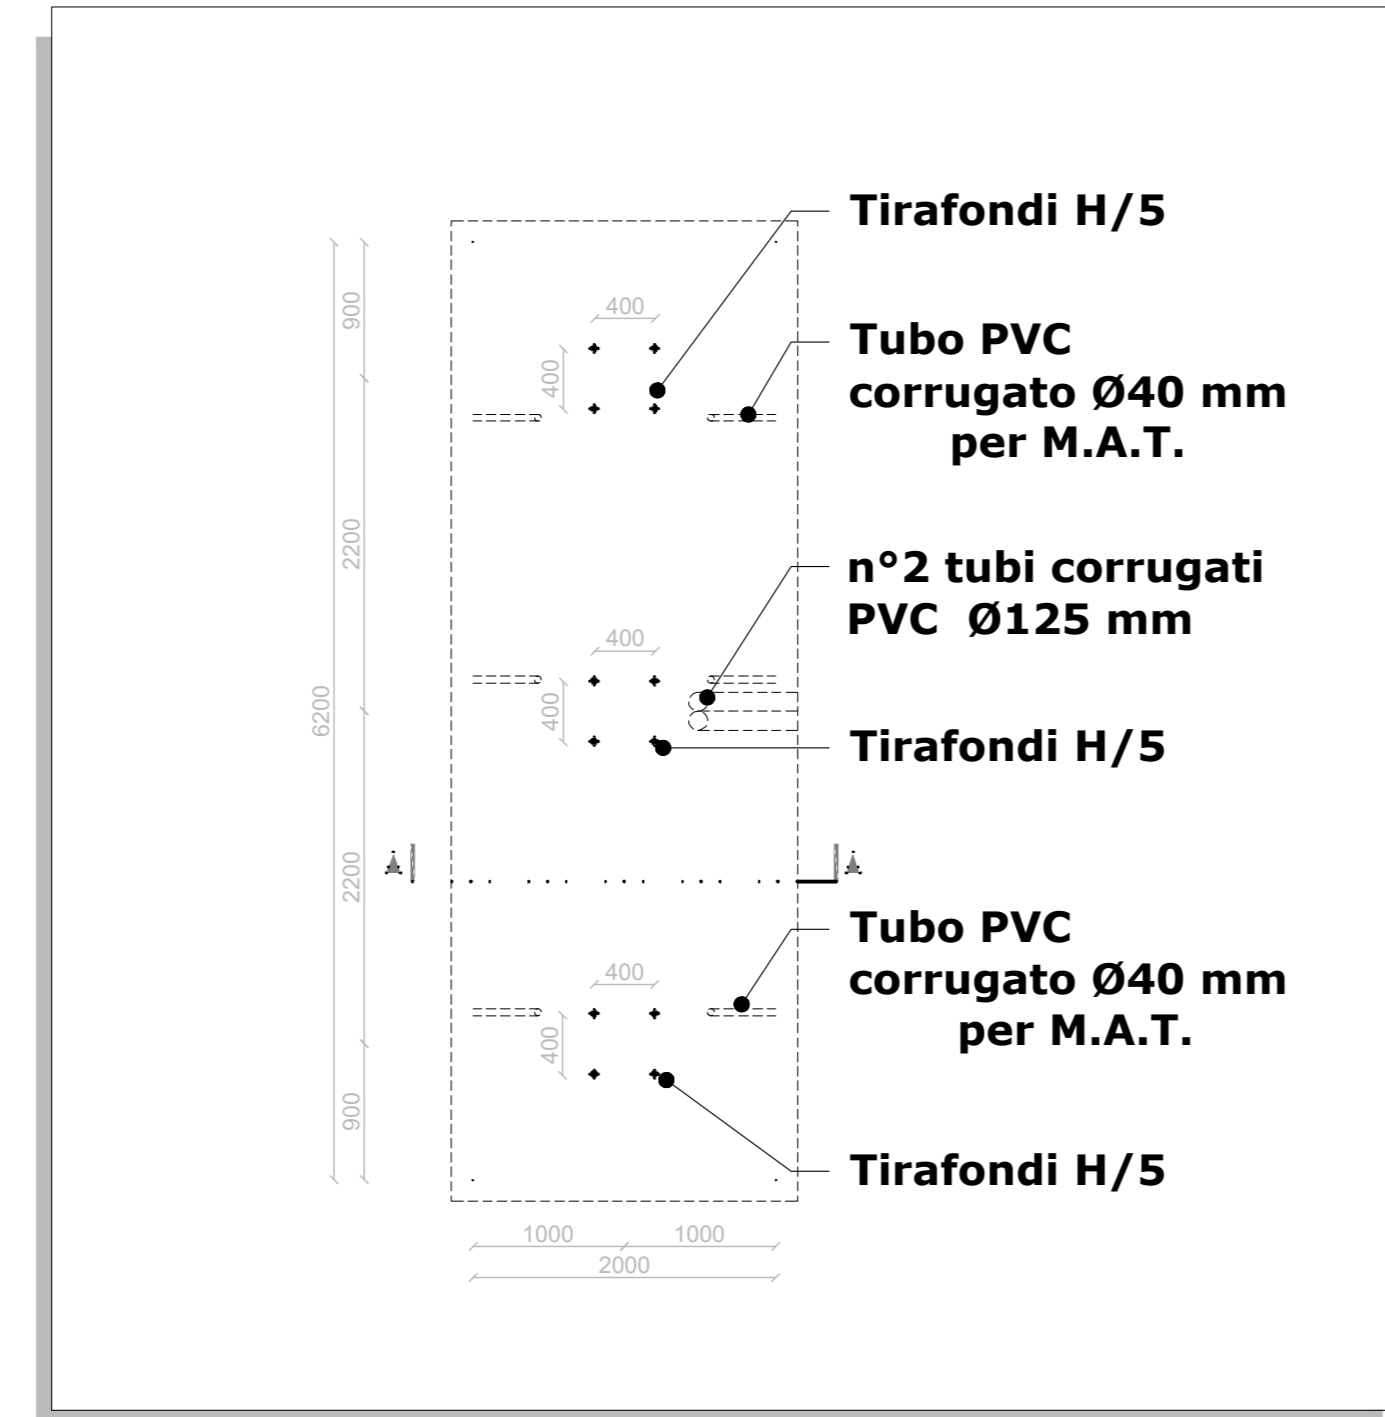 Tirafondi H/5
900
400
Tubo PVC
corrugato Ø40 mm
per M.A.T.
400
2200
n°2 tubi corrugati
PVC Ø125 mm
400
6200
400
Tirafondi H/5
2200
A
A
Tubo PVC
corrugato Ø40 mm
per M.A.T.
400
400
900
Tirafondi H/5
1000
1000
2000